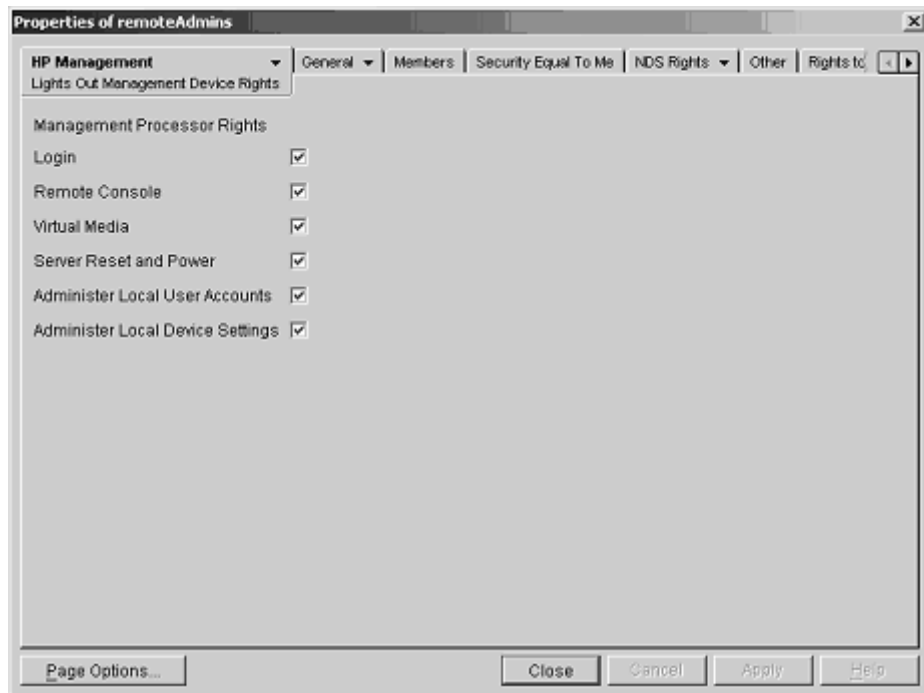 Properties of remoteAdmins
HP Management General Members Security Equal To Me NDS Rights Other Rights to
Lights Out Management Device Rights
Management Processor Rights
Login
Remote Console
Virtual Media
Server Reset and Power
Administer Local User Accounts
Administer Local Device Settings
Page Options... Close Cancel Apply Help